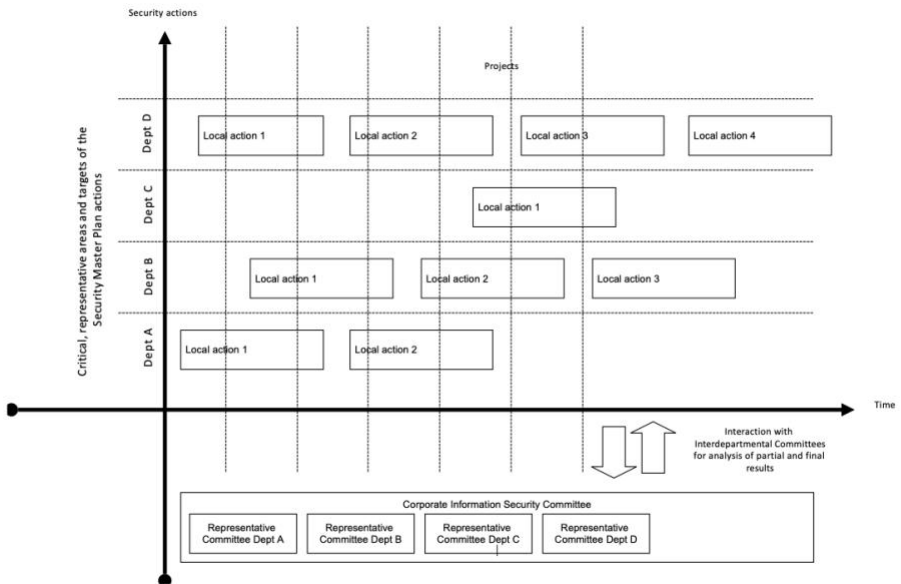 Security actions
Projects
Critical, representative areas and targets of the
Security Master Plan actions
Dept D
Local action 1
Local action 2
Local action 3
Local action 4
Dept C
Local action 1
Dept B
Local action 1
Local action 2
Local action 3
Dept A
Local action 1
Local action 2
Time
Interaction with
Interdepartmental Committees
for analysis of partial and final
results
Corporate Information Security Committee
Representative
Committee Dept A
Representative
Committee Dept B
Representative
Committee Dept C
Representative
Committee Dept D